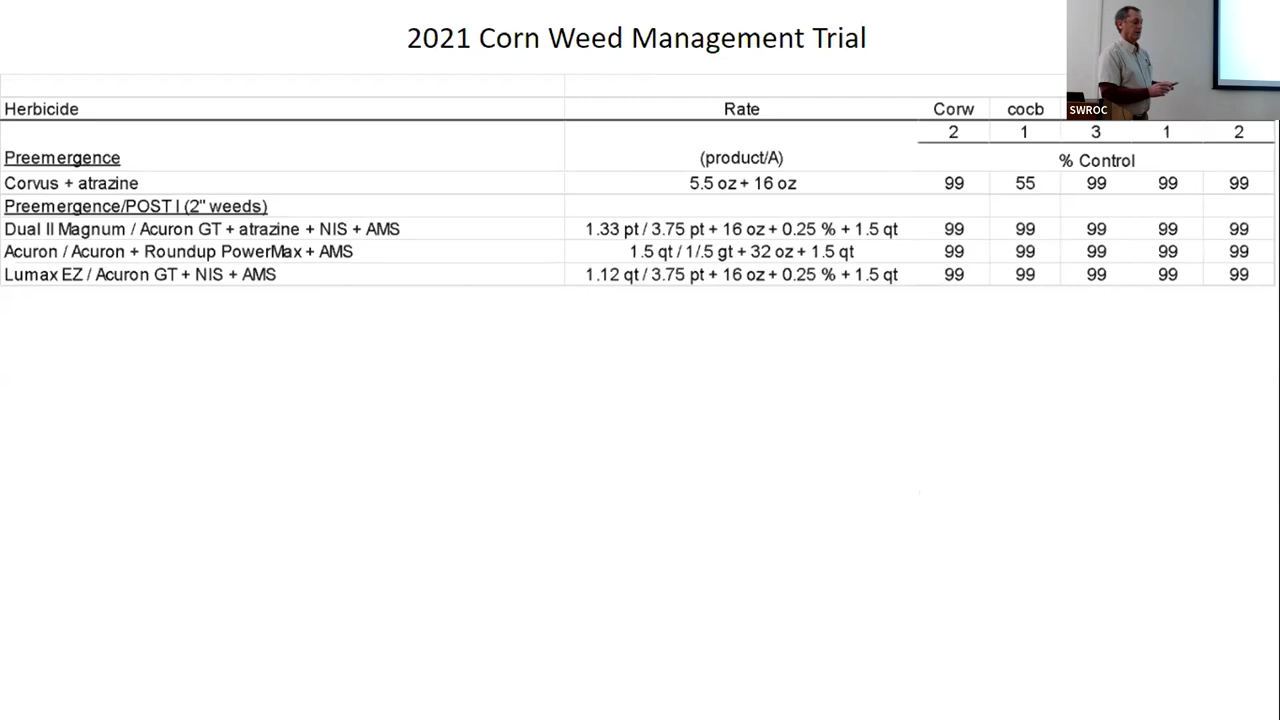 2021 Corn Weed Management Trial
SWROC
Herbicide Rate Corw cocb
2 1 3 1 2
Preemergence (product/A) % Control
Corvus + atrazine 5.5 oz + 16 oz 99 55 99 99 99
Preemergence/POST I (2" weeds)
Dual II Magnum / Acuron GT + atrazine + NIS + AMS 1.33 pt / 3.75 pt + 16 oz + 0.25 % + 1.5 qt 99 99 99 99 99
Acuron / Acuron + Roundup PowerMax + AMS 1.5 qt / 1/.5 gt + 32 oz + 1.5 qt 99 99 99 99 99
Lumax EZ / Acuron GT + NIS + AMS 1.12 qt / 3.75 pt + 16 oz + 0.25 % + 1.5 qt 99 99 99 99 99